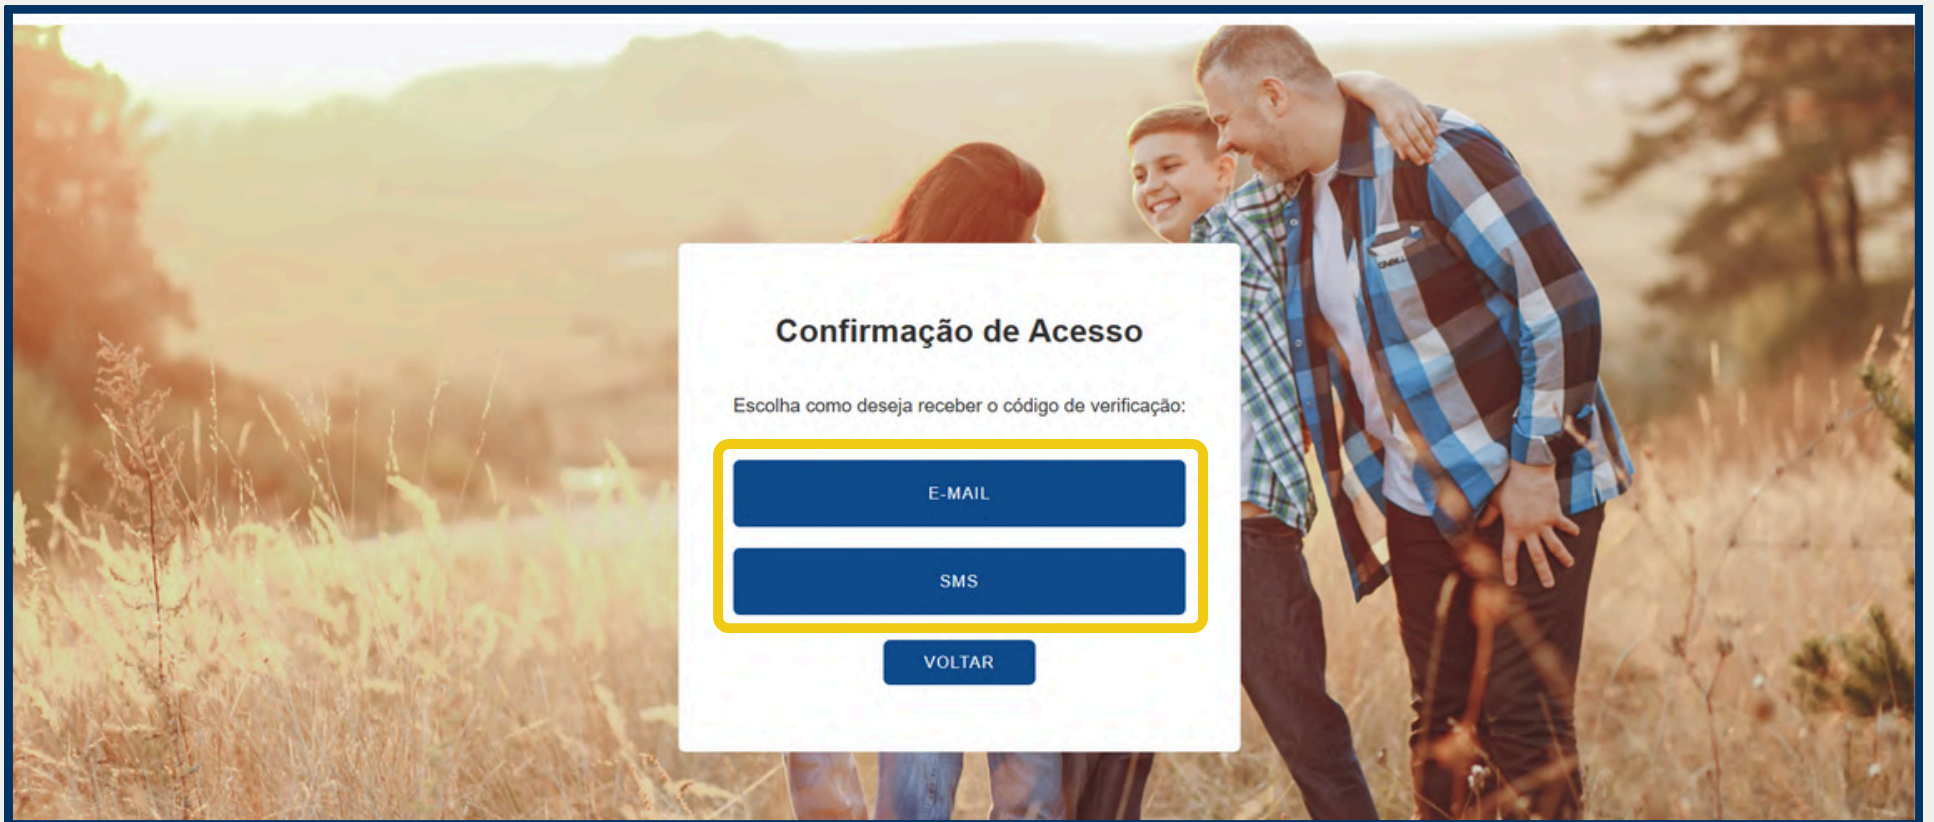 Confirmação de Acesso
Escolha como deseja receber o código de verificação:
E-MAIL
SMS
VOLTAR